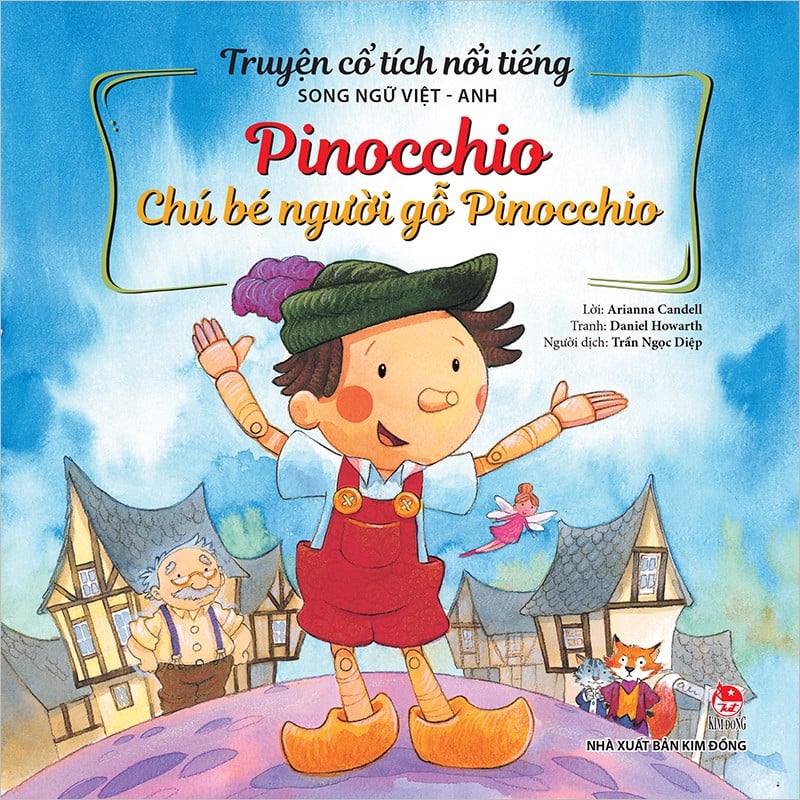 Truyện cổ tích nổi tiếng
SONG NGỮ VIỆT - ANH
Pinocchio
Chú bé người gỗ Pinocchio
Lời: Arianna Candell
Tranh: Daniel Howarth
Người dịch: Trần Ngọc Diệp
KIM ĐỒNG
NHÀ XUẤT BẢN KIM ĐỒNG